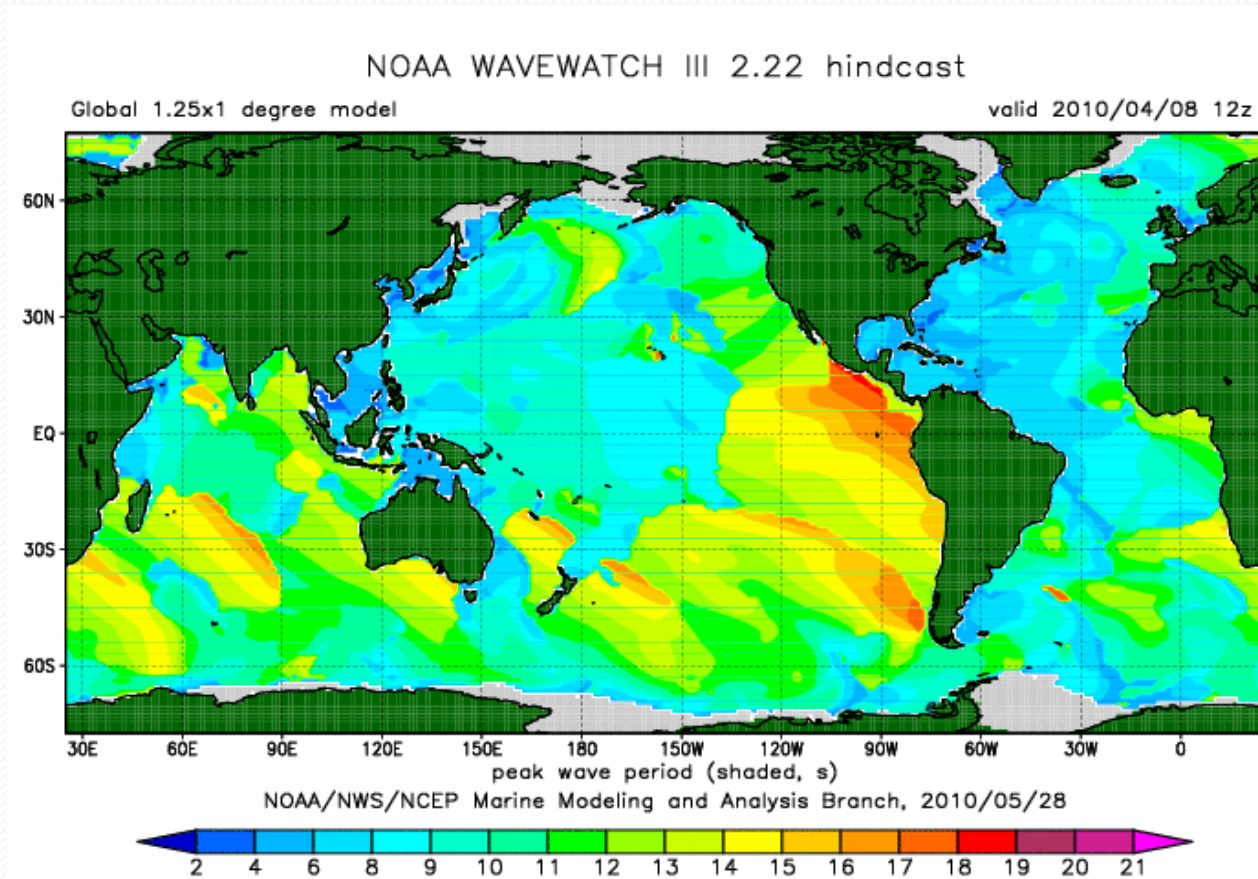 NOAA WAVEWATCH III 2.22 hindcast
Global 1.25x1 degree model valid 2010/04/08 12z
60N
30N
EQ
30S
60S
30E 60E 90E 120E 150E 180 150W 120W 90W 60W 30W 0
peak wave period (shaded, s)
NOAA/NWS/NCEP Marine Modeling and Analysis Branch, 2010/05/28
2 4 6 8 9 10 11 12 13 14 15 16 17 18 19 20 21